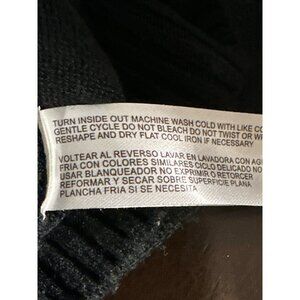 TURN INSIDE OUT MACHINE WASH COLD WITH LIKE CO
GENTLE CYCLE DO NOT BLEACH DO NOT TWIST OR WR
RESHAPE AND DRY FLAT COOL IRON IF NECESSARY
VOLTEAR AL REVERSO LAVAR EN LAVADORA CON AGU
FRIA CON COLORES SIMILARES CICLO DELICADO NO
USAR BLANQUEADOR NO EXPRIMIR O RETORCER
REFORMAR Y SECAR SOBRE SUPERFICIE PLANA
PLANCHA FRIA SI SE NECESITA